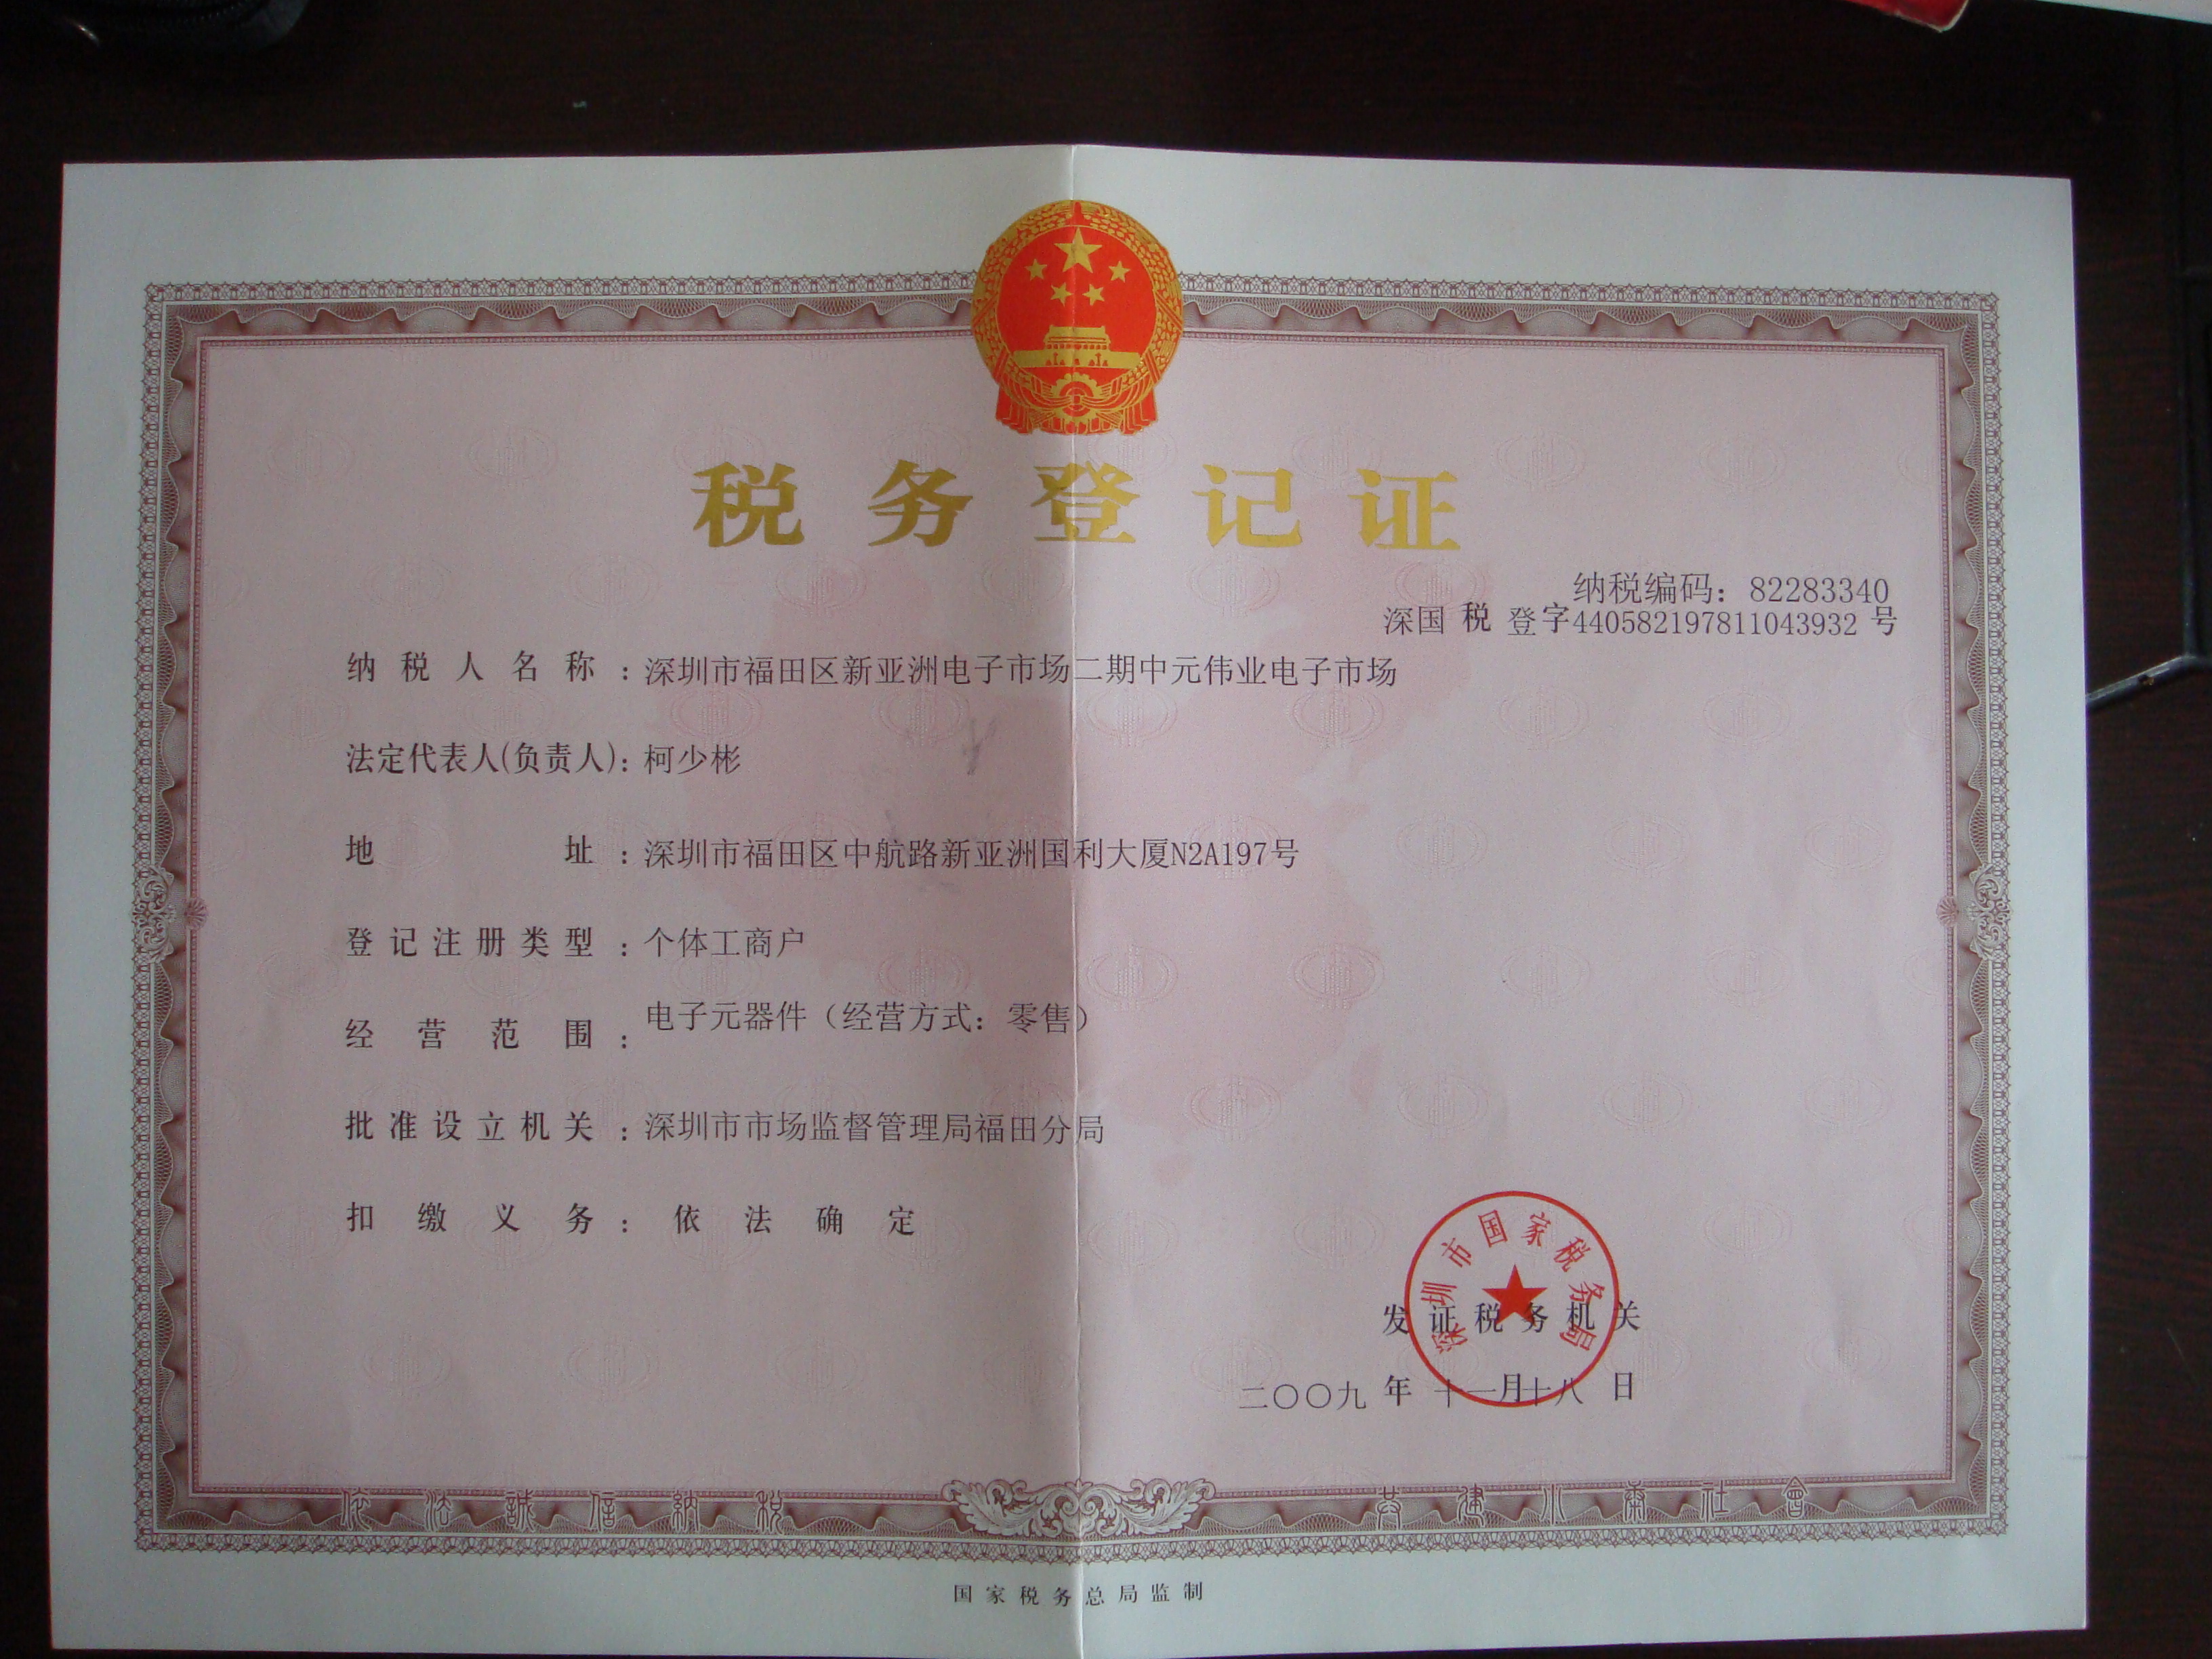 税务登记证
纳税编码：82283340
深国税登字440582197811043932号
纳税人名称：深圳市福田区新亚洲电子市场二期中元伟业电子市场
法定代表人(负责人)：柯少彬
地址：深圳市福田区中航路新亚洲国利大厦N2A197号
登记注册类型：个体工商户
经营范围：电子元器件（经营方式：零售）
批准设立机关：深圳市市场监督管理局福田分局
扣缴义务：依法确定
深圳市国家税务局
发证税务机关
二〇〇九年十一月十八日
依法誠信納税
共建小康社會
国家税务总局监制